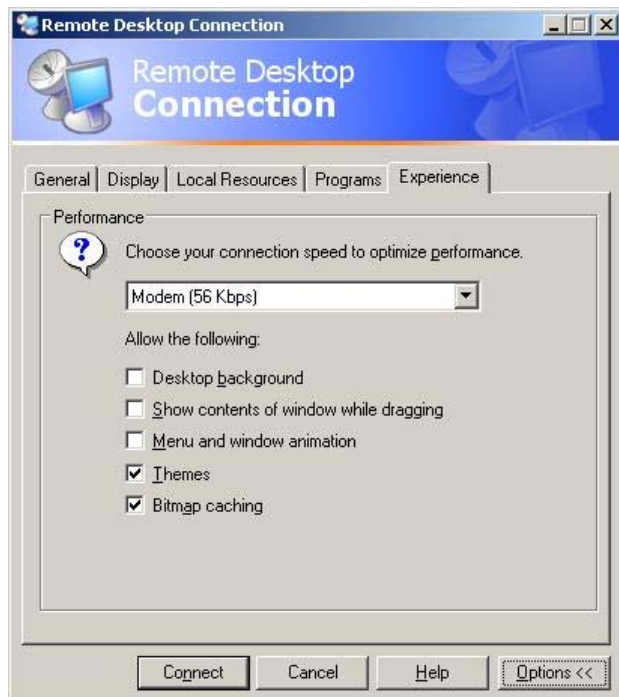 Remote Desktop Connection
Remote Desktop
Connection
General Display Local Resources Programs Experience
Performance
?
Choose your connection speed to optimize performance.
Modem (56 Kbps)
Allow the following:
Desktop background
Show contents of window while dragging
Menu and window animation
Themes
Bitmap caching
Connect Cancel Help Options <<